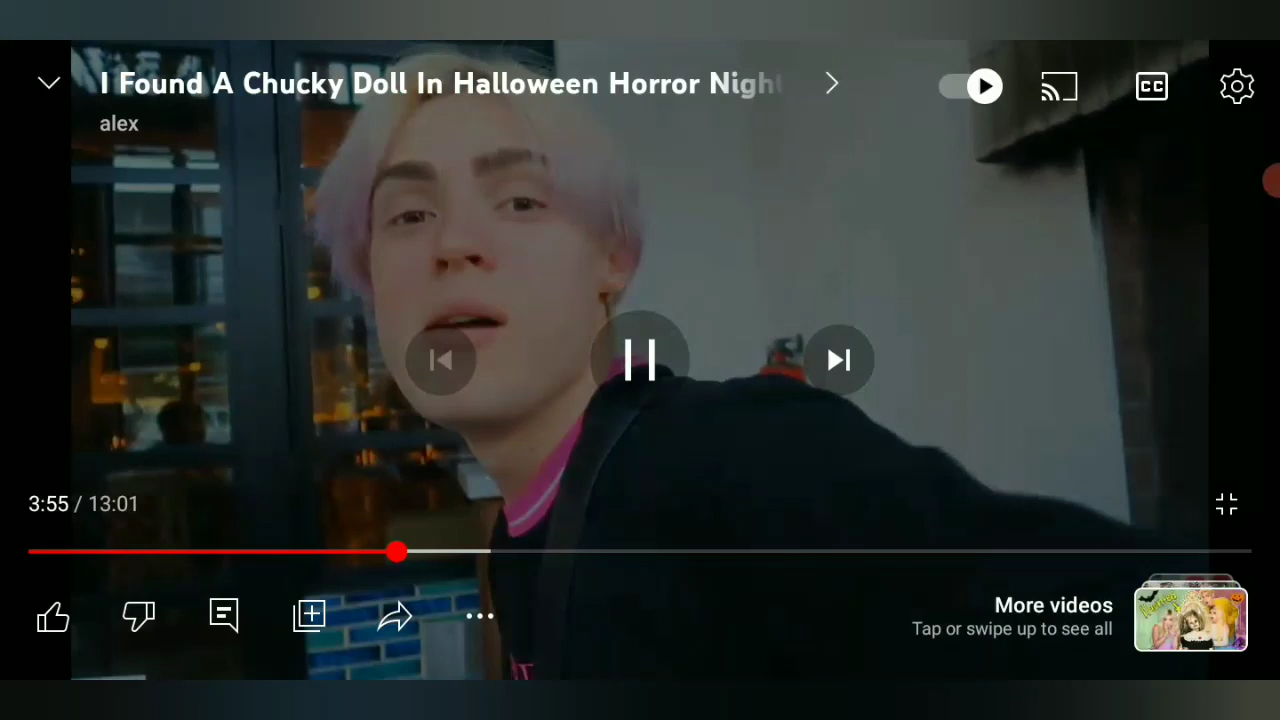 I Found A Chucky Doll In Halloween Horror Nigh
alex
CC
3:55 / 13:01
More videos
Tap or swipe up to see all